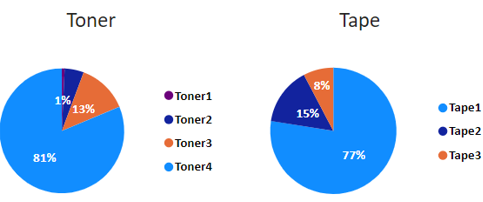 Toner
1%
13%
81%
Toner1
Toner2
Toner3
Toner4
Tape
8%
15%
77%
Tape1
Tape2
Tape3